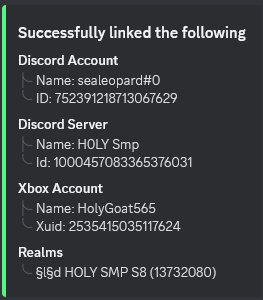 Successfully linked the following
Discord Account
Name: sealeopard#0
ID: 752391218713067629
Discord Server
Name: HOLY Smp
Id: 1000457083365376031
Xbox Account
Name: HolyGoat565
Xuid: 2535415035117624
Realms
§l§d HOLY SMP S8 (13732080)